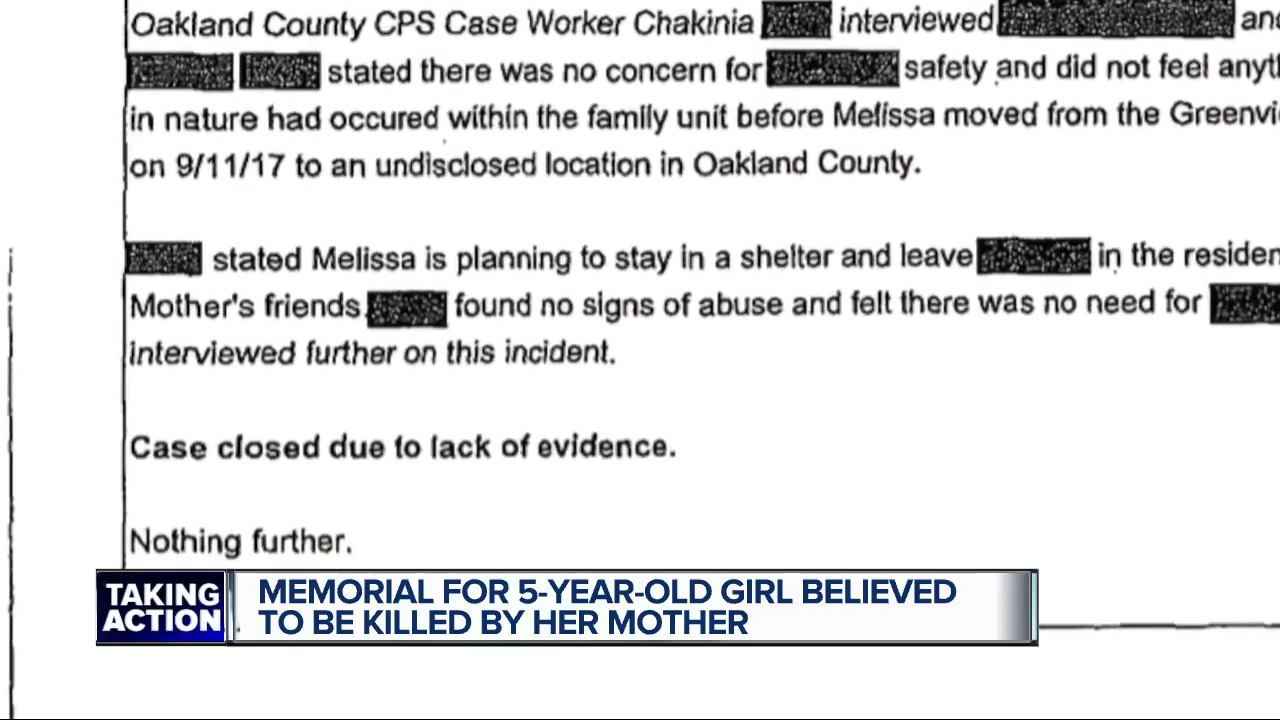 Oakland County CPS Case Worker Chakinia interviewed
stated there was no concern for safety and did not feel
in nature had occured within the family unit before Melissa moved from the
on 9/11/17 to an undisclosed location in Oakland County.
stated Melissa is planning to stay in a shelter and leave in the
Mother's friends found no signs of abuse and felt there was no need for
interviewed further on this incident.
Case closed due to lack of evidence.
Nothing further.
TAKING
ACTION
MEMORIAL FOR 5-YEAR-OLD GIRL BELIEVED
TO BE KILLED BY HER MOTHER